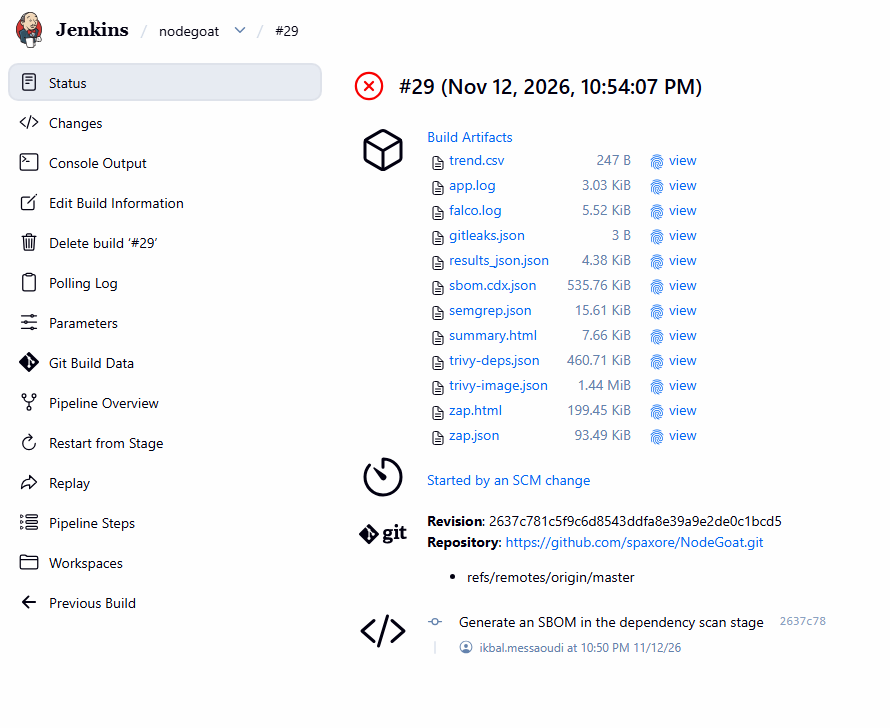 Jenkins / nodegoat / #29
Status
Changes
Console Output
Edit Build Information
Delete build ‘#29’
Polling Log
Parameters
Git Build Data
Pipeline Overview
Restart from Stage
Replay
Pipeline Steps
Workspaces
Previous Build
#29 (Nov 12, 2026, 10:54:07 PM)
Build Artifacts
trend.csv 247 B view
app.log 3.03 KiB view
falco.log 5.52 KiB view
gitleaks.json 3 B view
results_json.json 4.38 KiB view
sbom.cdx.json 535.76 KiB view
semgrep.json 15.61 KiB view
summary.html 7.66 KiB view
trivy-deps.json 460.71 KiB view
trivy-image.json 1.44 MiB view
zap.html 199.45 KiB view
zap.json 93.49 KiB view
Started by an SCM change
git
Revision: 2637c781c5f9c6d8543ddfa8e39a9e2de0c1bcd5
Repository: https://github.com/spaxore/NodeGoat.git
• refs/remotes/origin/master
Generate an SBOM in the dependency scan stage 2637c78
ikbal.messaoudi at 10:50 PM 11/12/26